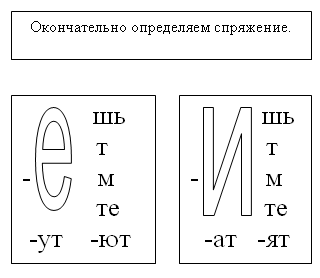 Окончательно определяем спряжение.
-е
шь
т
м
те
-ут -ют
-и
шь
т
м
те
-ат -ят